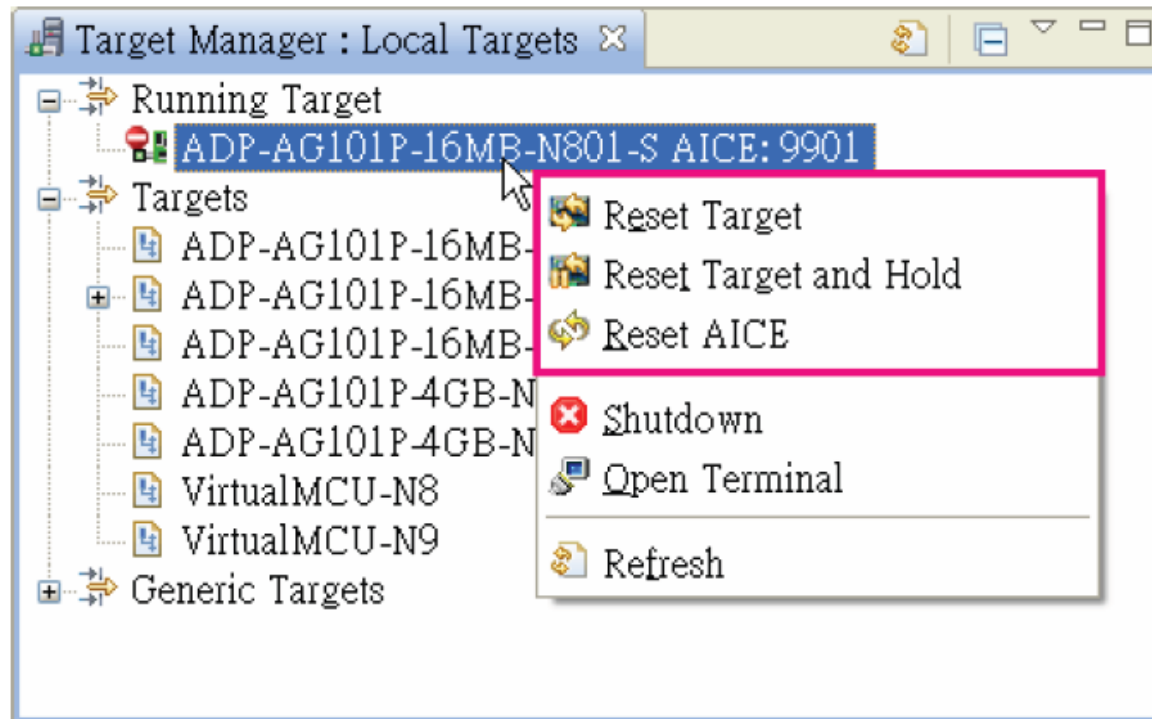 Target Manager : Local Targets
Running Target
ADP-AG101P-16MB-N801-S AICE: 9901
Targets
ADP-AG101P-16MB-
ADP-AG101P-16MB-
ADP-AG101P-16MB-
ADP-AG101P-4GB-N
ADP-AG101P-4GB-N
VirtualMCU-N8
VirtualMCU-N9
Generic Targets
Reset Target
Reset Target and Hold
Reset AICE
Shutdown
Open Terminal
Refresh